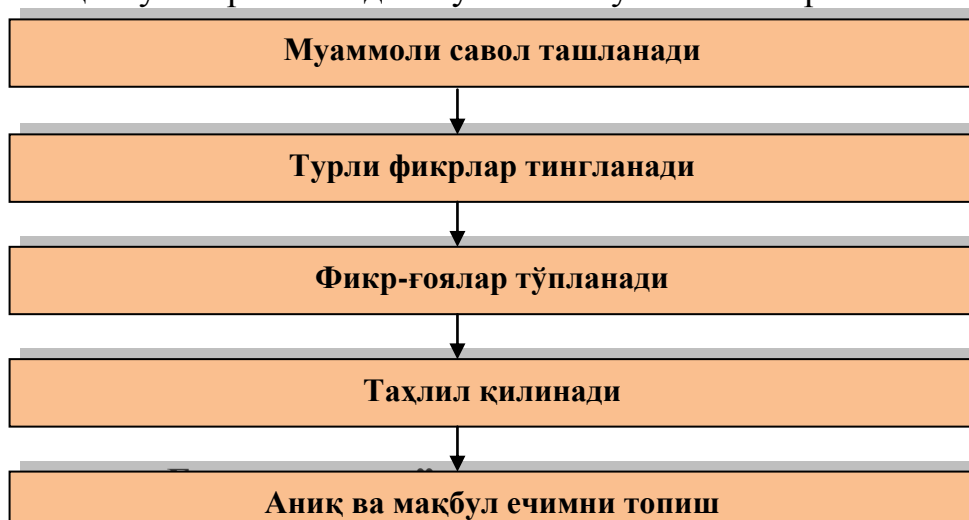 Муаммоли савол ташланади
Турли фикрлар тингланади
Фикр-ғоялар тўпланади
Таҳлил қилинади
Аниқ ва мақбул ечимни топиш